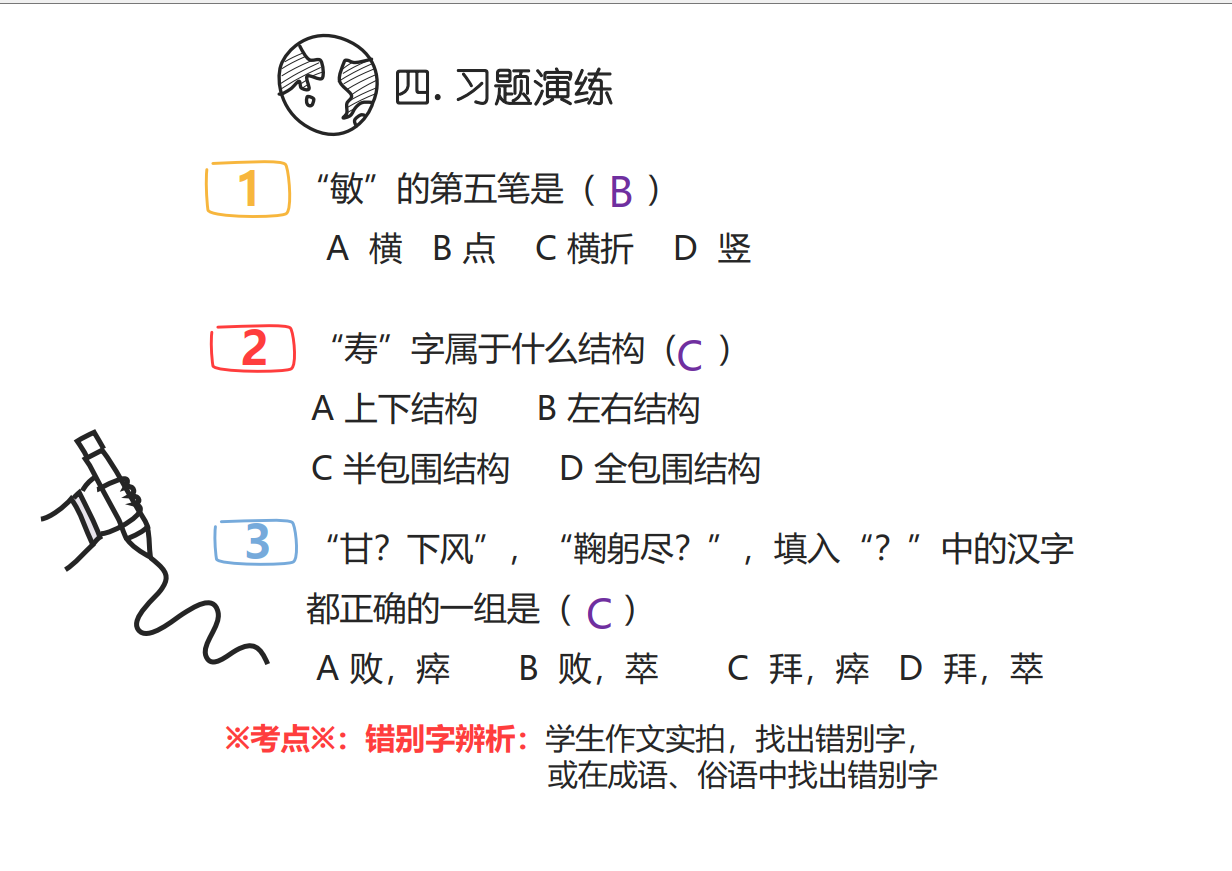 四. 习题演练
1 “敏”的第五笔是（ B ）
A 横 B 点 C 横折 D 竖
2 “寿”字属于什么结构（C ）
A 上下结构 B 左右结构
C 半包围结构 D 全包围结构
3 “甘？下风”，“鞠躬尽？”，填入“？”中的汉字
都正确的一组是（ C ）
A 败，瘁 B 败，萃 C 拜，瘁 D 拜，萃
※考点※：错别字辨析：学生作文实拍，找出错别字，
或在成语、俗语中找出错别字